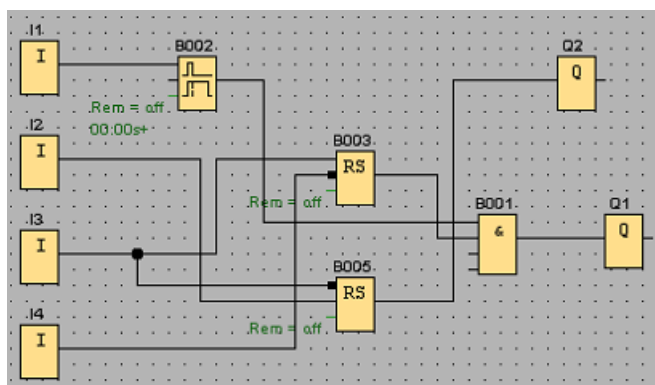 I1
I
B002
Rem = off
00:00s+
Q2
Q
I2
I
B003
RS
Rem = off
I3
I
B001
&
Q1
Q
B005
RS
Rem = off
I4
I